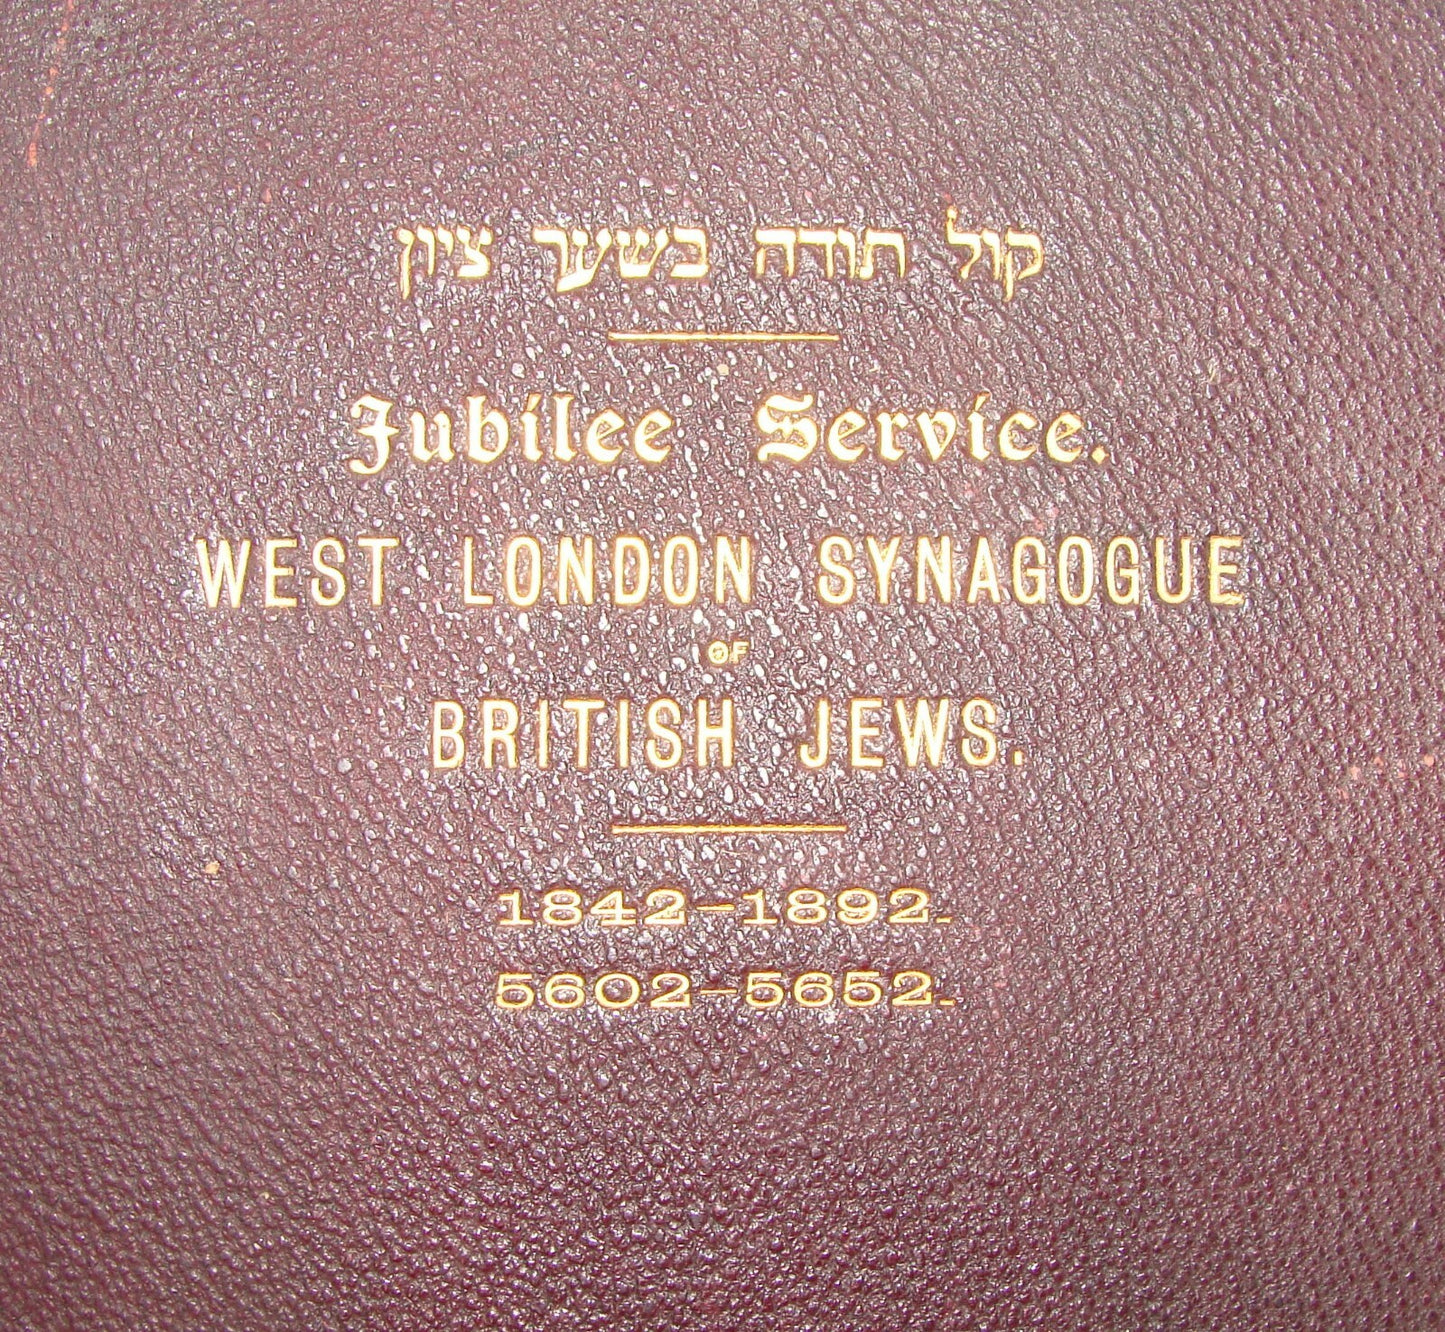 קול תודה בשער ציון
Jubilee Service.
WEST LONDON SYNAGOGUE
OF
BRITISH JEWS.
1842–1892.
5602–5652.